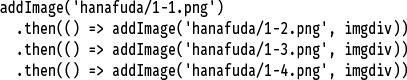 addImage('hanafuda/1-1.png')
  .then(() => addImage('hanafuda/1-2.png', imgdiv))
  .then(() => addImage('hanafuda/1-3.png', imgdiv))
  .then(() => addImage('hanafuda/1-4.png', imgdiv))